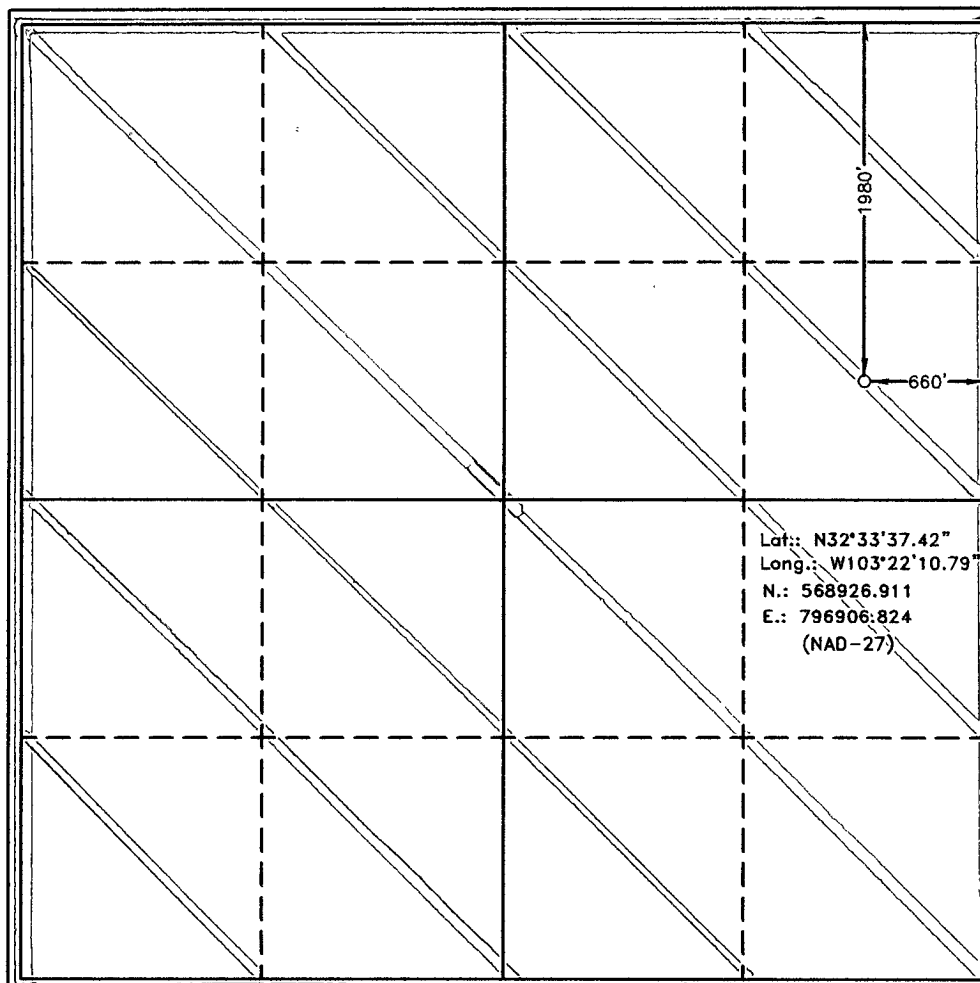 1980'
660'
Lat.: N32°33'37.42"
Long.: W103°22'10.79"
N.: 568926.911
E.: 796906.824
(NAD-27)